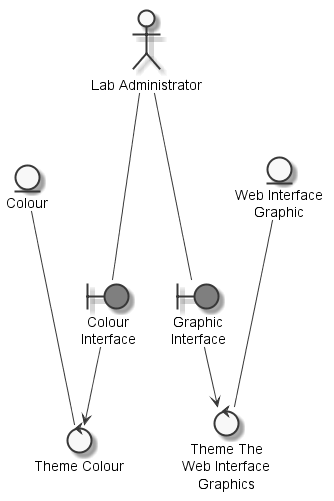 Lab Administrator
Colour
Web Interface
Graphic
Colour
Interface
Graphic
Interface
Theme Colour
Theme The
Web Interface
Graphics